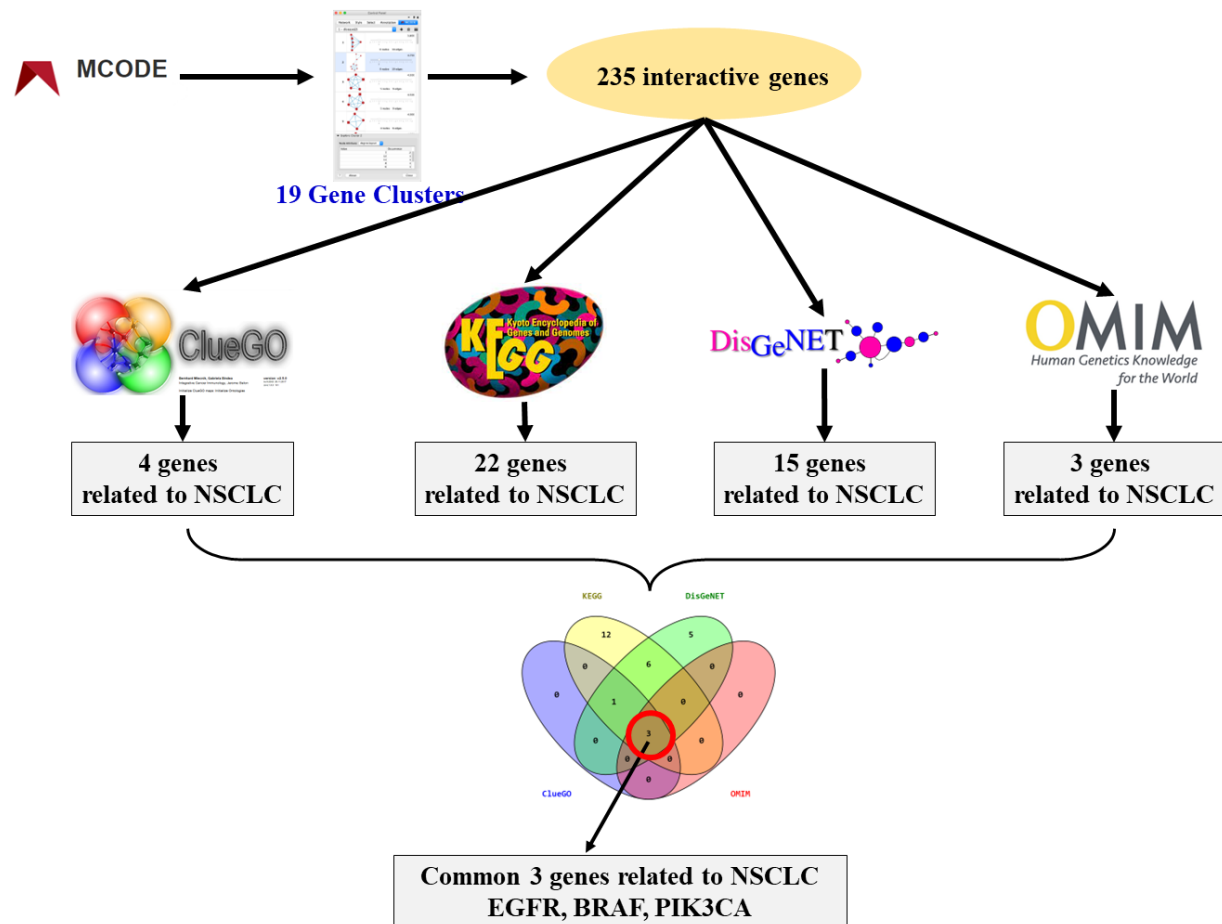 MCODE
235 interactive genes
19 Gene Clusters
ClueGO
KEGG
Kyoto Encyclopedia of
Genes and Genomes
DisGeNET
OMIM
Human Genetics Knowledge
for the World
4 genes
related to NSCLC
22 genes
related to NSCLC
15 genes
related to NSCLC
3 genes
related to NSCLC
KEGG
DisGeNET
12
5
0
6
0
0
0
1
0
3
0
0
0
0
0
ClueGO
OMIM
Common 3 genes related to NSCLC
EGFR, BRAF, PIK3CA